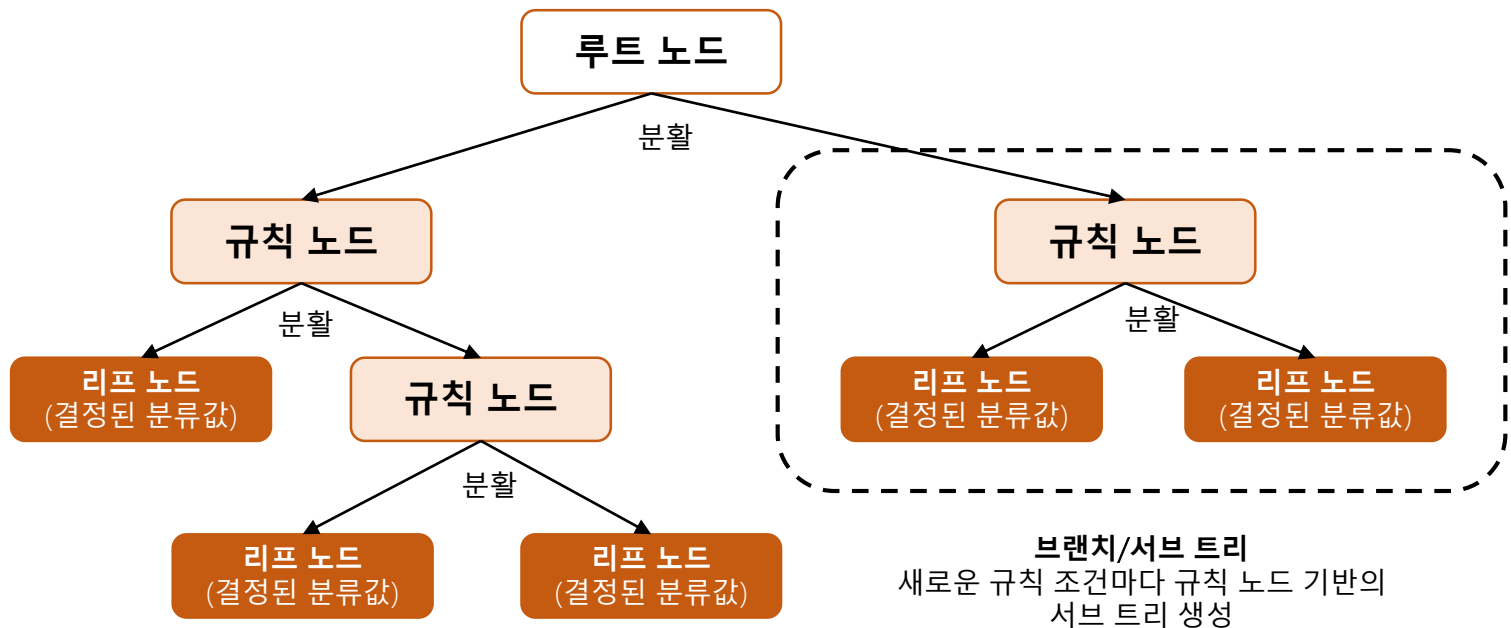 루트 노드
분활
규칙 노드
규칙 노드
분활
분활
리프 노드
(결정된 분류값)
규칙 노드
리프 노드
(결정된 분류값)
리프 노드
(결정된 분류값)
분활
리프 노드
(결정된 분류값)
리프 노드
(결정된 분류값)
브랜치/서브 트리
새로운 규칙 조건마다 규칙 노드 기반의
서브 트리 생성